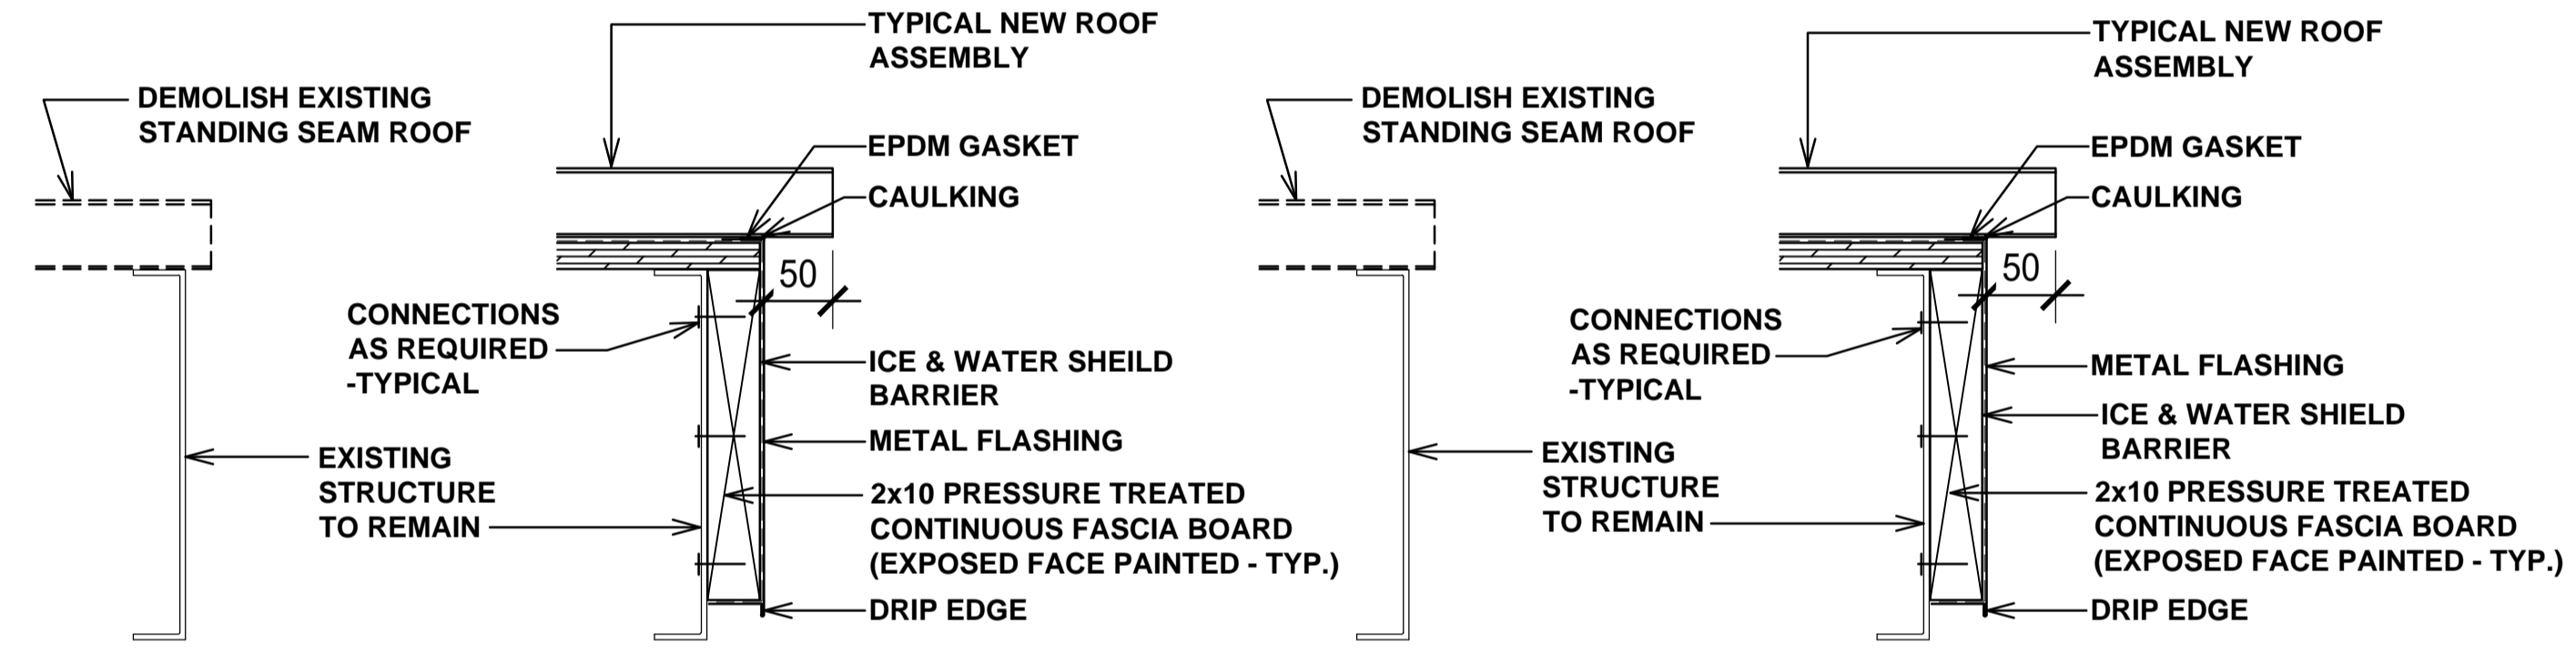 DEMOLISH EXISTING
STANDING SEAM ROOF
EXISTING
STRUCTURE
TO REMAIN
CONNECTIONS
AS REQUIRED
-TYPICAL
TYPICAL NEW ROOF
ASSEMBLY
EPDM GASKET
CAULKING
50
ICE & WATER SHEILD
BARRIER
METAL FLASHING
2x10 PRESSURE TREATED
CONTINUOUS FASCIA BOARD
(EXPOSED FACE PAINTED - TYP.)
DRIP EDGE
DEMOLISH EXISTING
STANDING SEAM ROOF
EXISTING
STRUCTURE
TO REMAIN
CONNECTIONS
AS REQUIRED
-TYPICAL
TYPICAL NEW ROOF
ASSEMBLY
EPDM GASKET
CAULKING
50
METAL FLASHING
ICE & WATER SHIELD
BARRIER
2x10 PRESSURE TREATED
CONTINUOUS FASCIA BOARD
(EXPOSED FACE PAINTED - TYP.)
DRIP EDGE